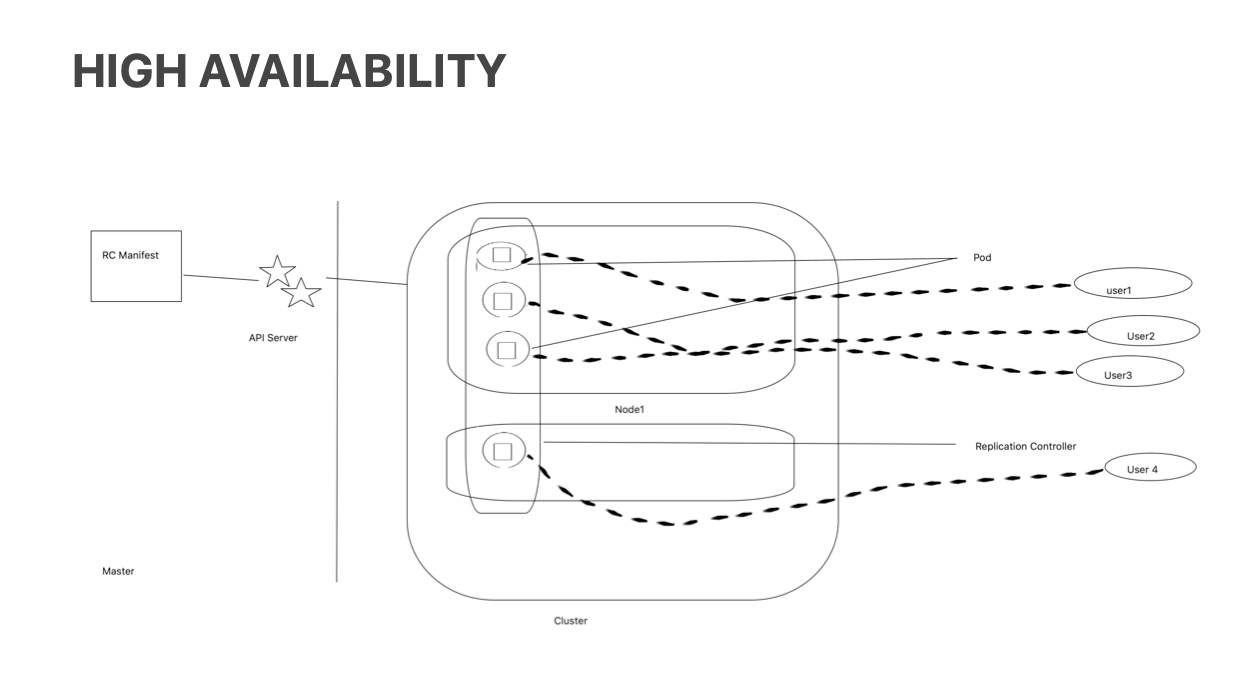 HIGH AVAILABILITY
RC Manifest
API Server
Master
Pod
user1
User2
User3
Node1
Replication Controller
User 4
Cluster